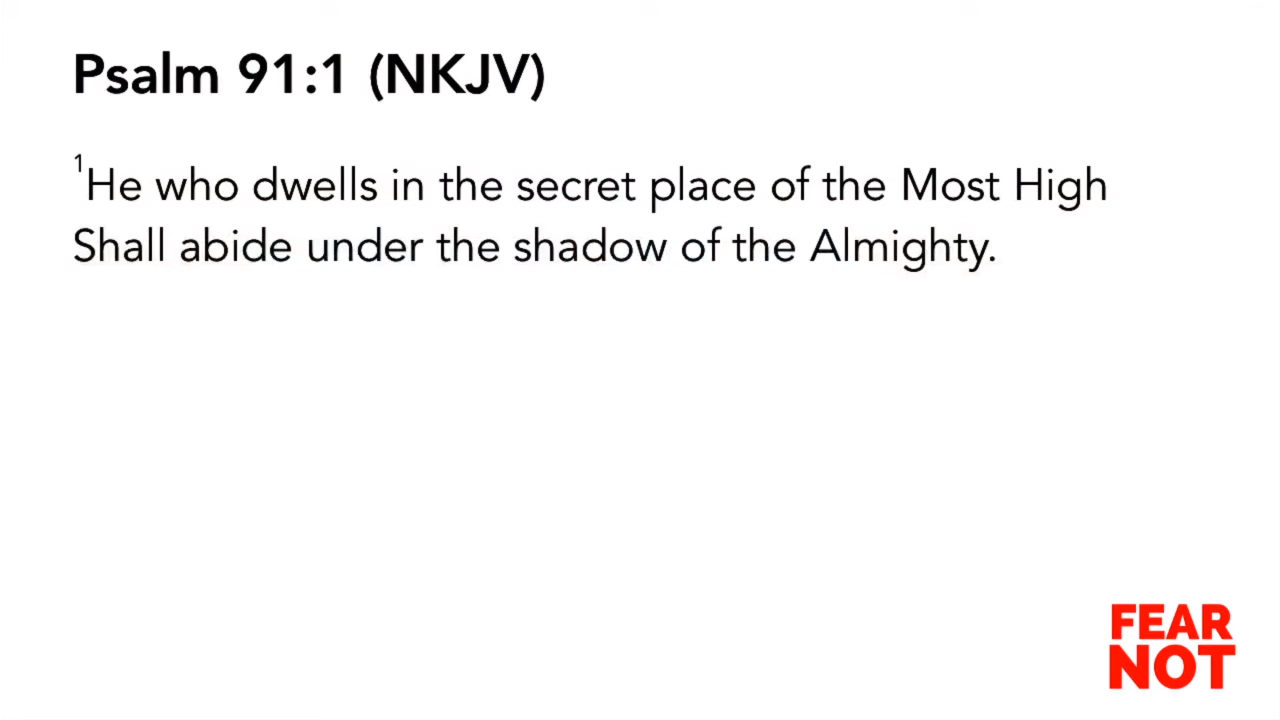 Psalm 91:1 (NKJV)
¹He who dwells in the secret place of the Most High
Shall abide under the shadow of the Almighty.
FEAR
NOT